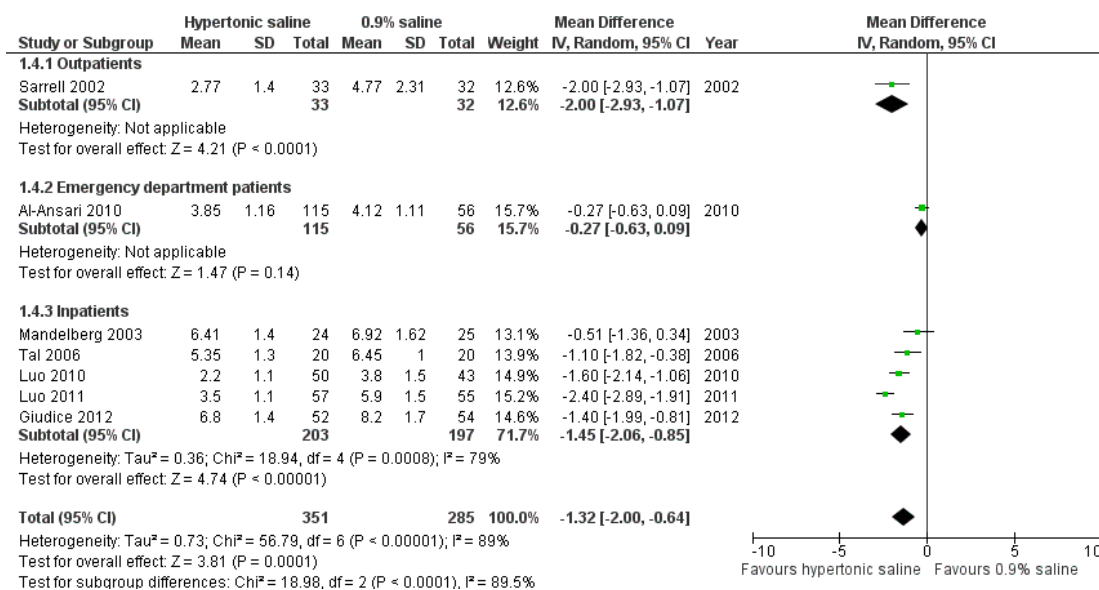 Hypertonic saline 0.9% saline Mean Difference Mean Difference
Study or Subgroup Mean SD Total Mean SD Total Weight IV, Random, 95% CI Year IV, Random, 95% CI
1.4.1 Outpatients
Sarrell 2002 2.77 1.4 33 4.77 2.31 32 12.6% -2.00 [-2.93, -1.07] 2002
Subtotal (95% CI) 33 32 12.6% -2.00 [-2.93, -1.07]
Heterogeneity: Not applicable
Test for overall effect: Z = 4.21 (P < 0.0001)
1.4.2 Emergency department patients
Al-Ansari 2010 3.85 1.16 115 4.12 1.11 56 15.7% -0.27 [-0.63, 0.09] 2010
Subtotal (95% CI) 115 56 15.7% -0.27 [-0.63, 0.09]
Heterogeneity: Not applicable
Test for overall effect: Z = 1.47 (P = 0.14)
1.4.3 Inpatients
Mandelberg 2003 6.41 1.4 24 6.92 1.62 25 13.1% -0.51 [-1.36, 0.34] 2003
Tal 2006 5.35 1.3 20 6.45 1 20 13.9% -1.10 [-1.82, -0.38] 2006
Luo 2010 2.2 1.1 50 3.8 1.5 43 14.9% -1.60 [-2.14, -1.06] 2010
Luo 2011 3.5 1.1 57 5.9 1.5 55 15.2% -2.40 [-2.89, -1.91] 2011
Giudice 2012 6.8 1.4 52 8.2 1.7 54 14.6% -1.40 [-1.99, -0.81] 2012
Subtotal (95% CI) 203 197 71.7% -1.45 [-2.06, -0.85]
Heterogeneity: Tau² = 0.36; Chi² = 18.94, df = 4 (P = 0.0008); I² = 79%
Test for overall effect: Z = 4.74 (P < 0.00001)
Total (95% CI) 351 285 100.0% -1.32 [-2.00, -0.64]
Heterogeneity: Tau² = 0.73; Chi² = 56.79, df = 6 (P < 0.00001); I² = 89%
Test for overall effect: Z = 3.81 (P = 0.0001)
Test for subgroup differences: Chi² = 18.98, df = 2 (P < 0.0001), I² = 89.5%
-10 -5 0 5 10
Favours hypertonic saline Favours 0.9% saline